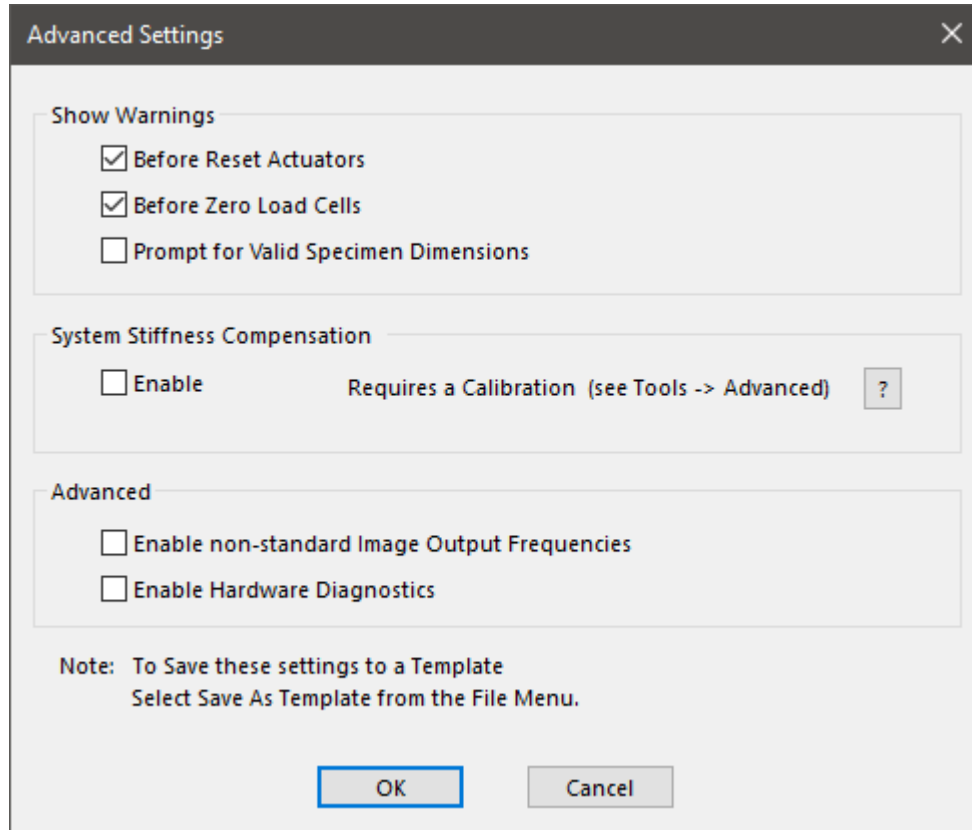 Advanced Settings
Show Warnings
Before Reset Actuators
Before Zero Load Cells
Prompt for Valid Specimen Dimensions
System Stiffness Compensation
Enable Requires a Calibration (see Tools -> Advanced) ?
Advanced
Enable non-standard Image Output Frequencies
Enable Hardware Diagnostics
Note: To Save these settings to a Template
Select Save As Template from the File Menu.
OK Cancel